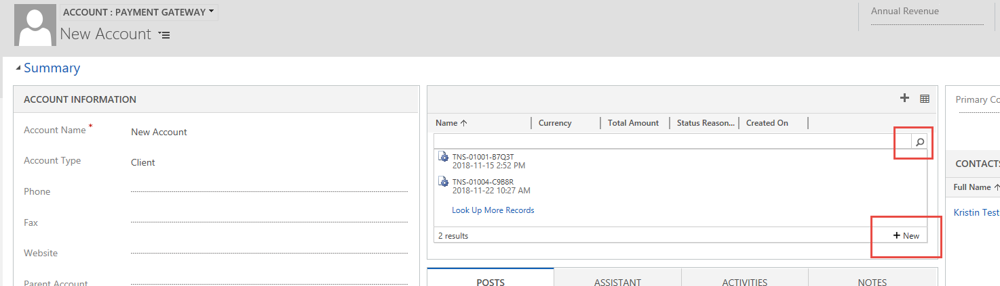 ACCOUNT : PAYMENT GATEWAY
New Account
Annual Revenue
Summary
ACCOUNT INFORMATION
Account Name *
New Account
Account Type
Client
Phone
Fax
Website
Parent Account
Name Currency Total Amount Status Reason... Created On
TNS-01001-B7Q3T
2018-11-15 2:52 PM
TNS-01004-C9B8R
2018-11-22 10:27 AM
Look Up More Records
2 results
+ New
POSTS ASSISTANT ACTIVITIES NOTES
Primary Co
CONTACTS
Full Name
Kristin Test